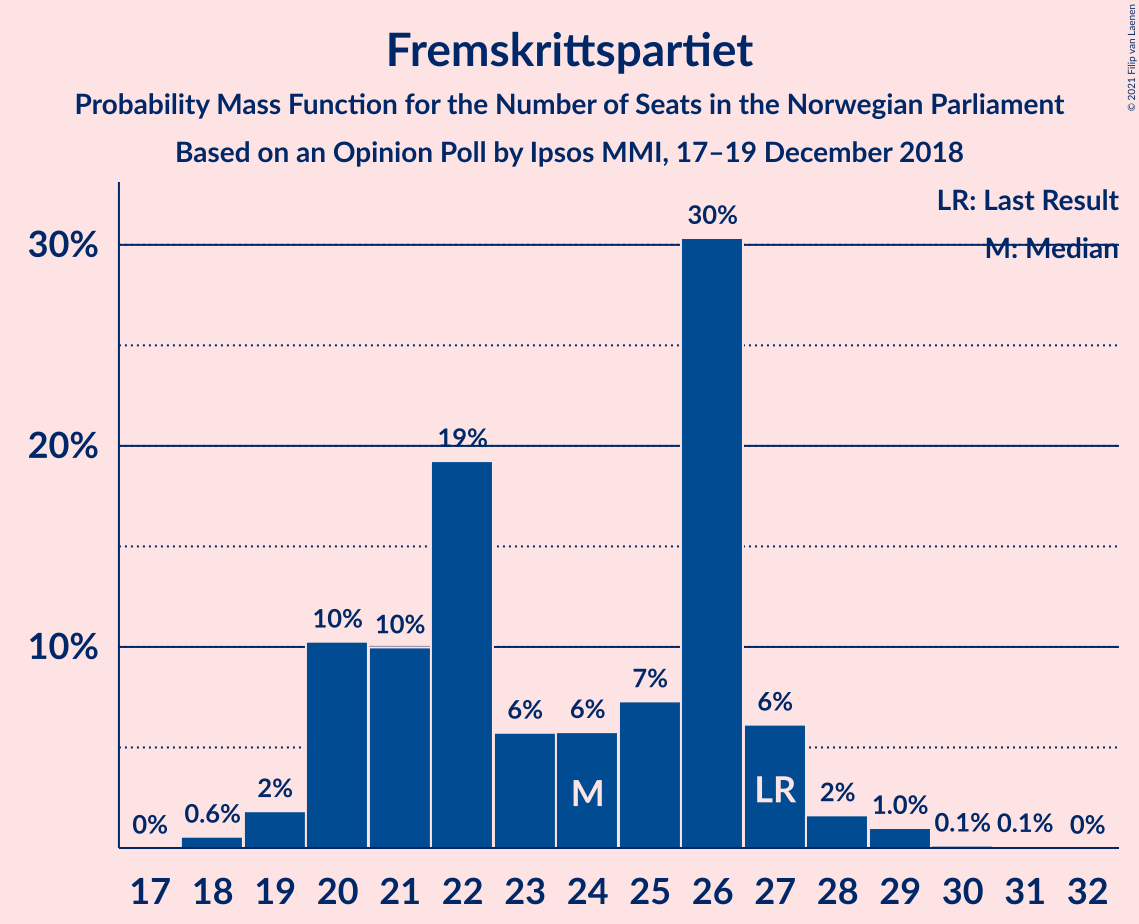 Fremskrittspartiet
Probability Mass Function for the Number of Seats in the Norwegian Parliament
Based on an Opinion Poll by Ipsos MMI, 17–19 December 2018
© 2021 Filip van Laenen
LR: Last Result
M: Median
30%
20%
10%
0% 0.6% 2% 10% 10% 19% 6% 6% 7% 30% 6% 2% 1.0% 0.1% 0.1% 0%
M LR
17 18 19 20 21 22 23 24 25 26 27 28 29 30 31 32